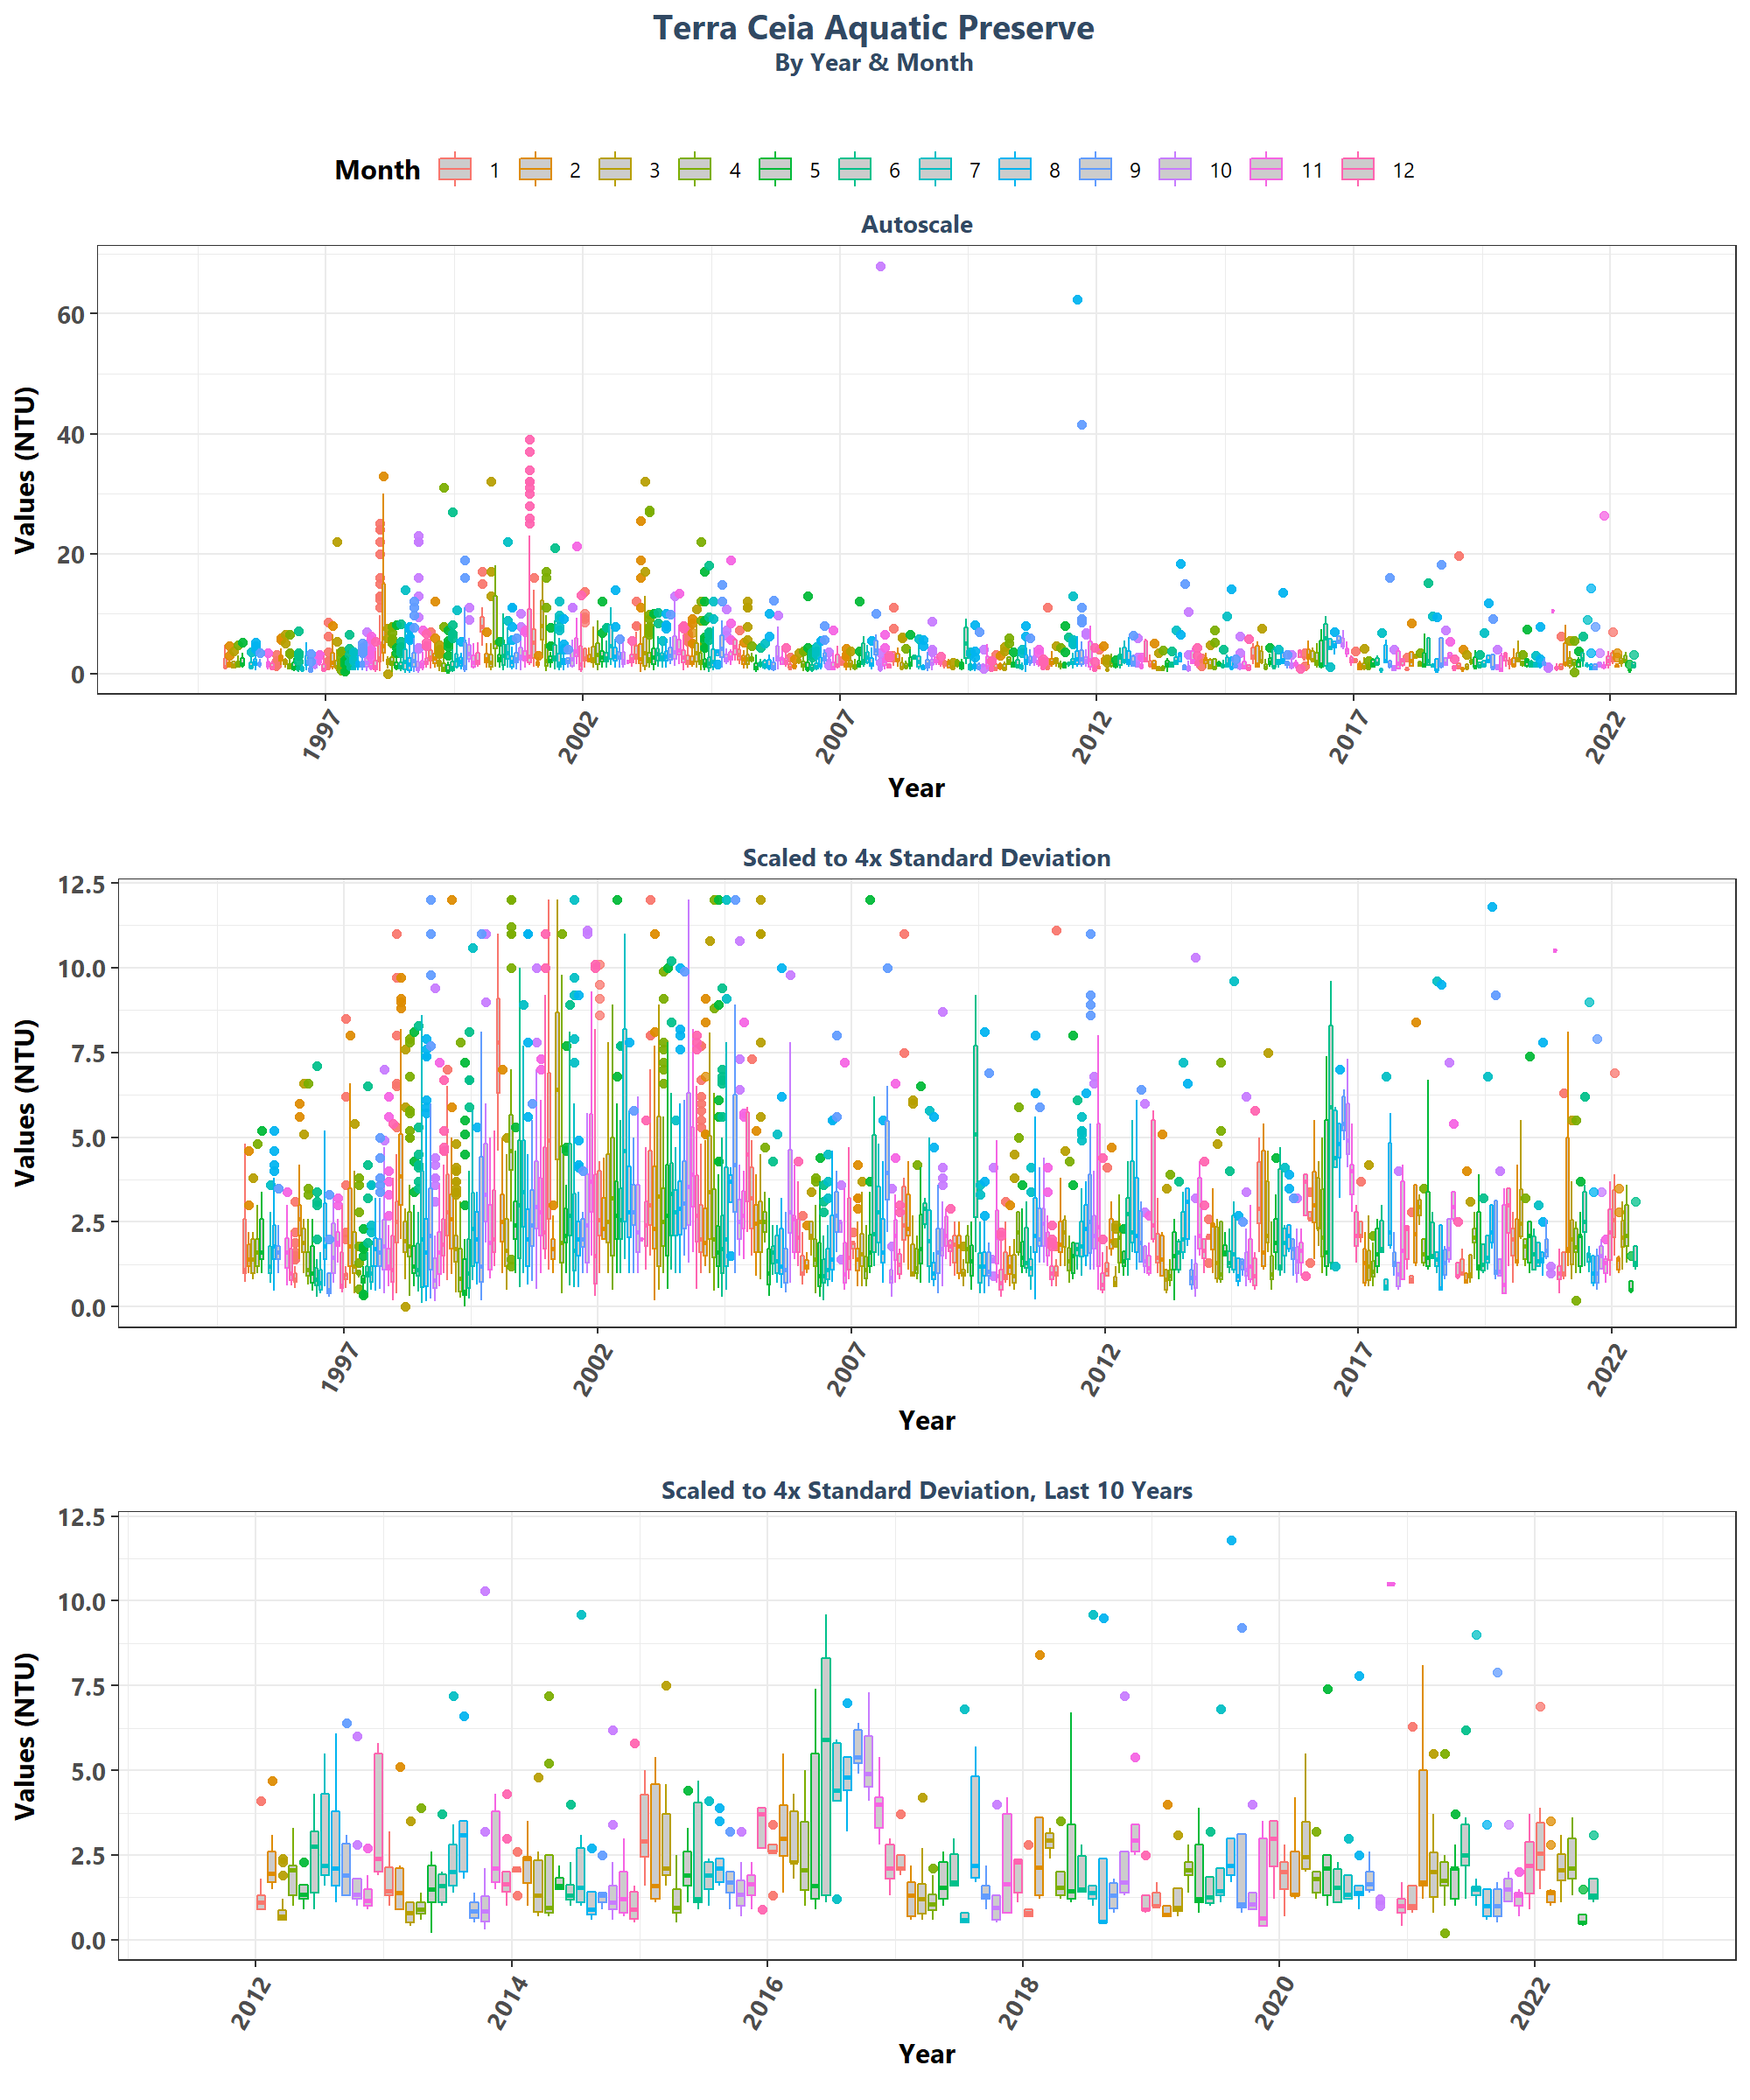 Terra Ceia Aquatic Preserve
By Year & Month
Month 1 2 3 4 5 6 7 8 9 10 11 12
Autoscale
Values (NTU)
60
40
20
0
1997 2002 2007 2012 2017 2022
Year
Scaled to 4x Standard Deviation
Values (NTU)
12.5
10.0
7.5
5.0
2.5
0.0
1997 2002 2007 2012 2017 2022
Year
Scaled to 4x Standard Deviation, Last 10 Years
Values (NTU)
12.5
10.0
7.5
5.0
2.5
0.0
2012 2014 2016 2018 2020 2022
Year